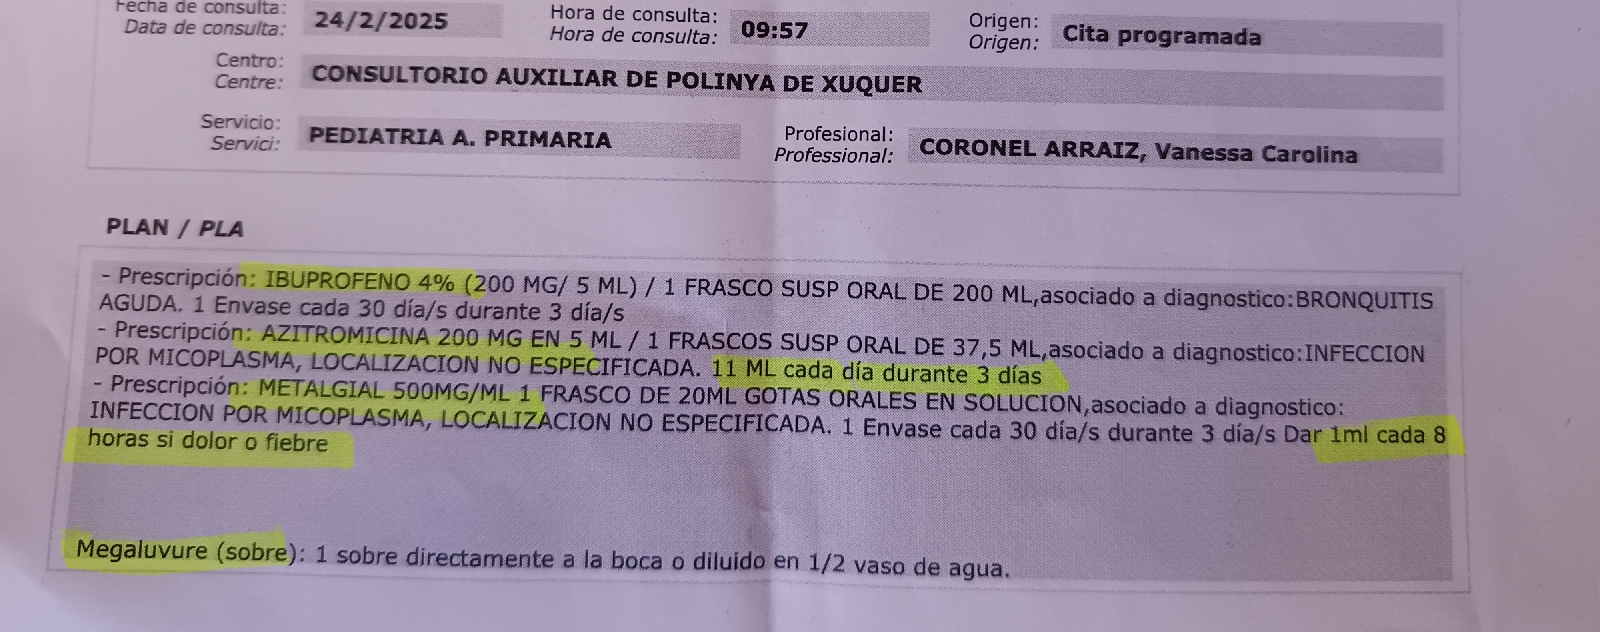 Fecha de consulta: 24/2/2025 Hora de consulta: 09:57 Origen: Cita programada
Data de consulta: Hora de consulta: Origen:
Centro: CONSULTORIO AUXILIAR DE POLINYA DE XUQUER
Centre:
Servicio: PEDIATRIA A. PRIMARIA Profesional: CORONEL ARRAIZ, Vanessa Carolina
Servici: Professional:
PLAN / PLA
- Prescripción: IBUPROFENO 4% (200 MG/ 5 ML) / 1 FRASCO SUSP ORAL DE 200 ML,asociado a diagnostico:BRONQUITIS
AGUDA. 1 Envase cada 30 día/s durante 3 día/s
- Prescripción: AZITROMICINA 200 MG EN 5 ML / 1 FRASCOS SUSP ORAL DE 37,5 ML,asociado a diagnostico:INFECCION
POR MICOPLASMA, LOCALIZACION NO ESPECIFICADA. 11 ML cada día durante 3 días
- Prescripción: METALGIAL 500MG/ML 1 FRASCO DE 20ML GOTAS ORALES EN SOLUCION,asociado a diagnostico:
INFECCION POR MICOPLASMA, LOCALIZACION NO ESPECIFICADA. 1 Envase cada 30 día/s durante 3 día/s Dar 1ml cada 8
horas si dolor o fiebre
Megaluvure (sobre): 1 sobre directamente a la boca o diluido en 1/2 vaso de agua.